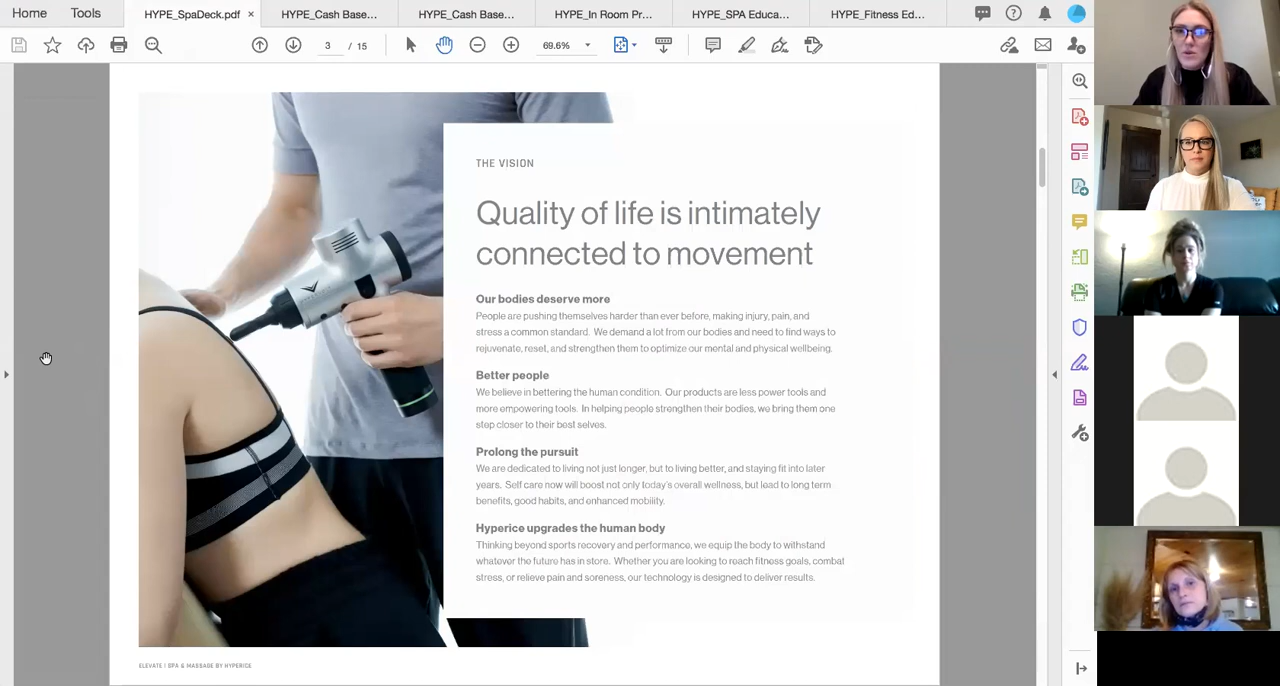 Home
Tools
HYPE_SpaDeck.pdf ×
HYPE_Cash Base...
HYPE_Cash Base...
HYPE_In Room Pr...
HYPE_SPA Educa...
HYPE_Fitness Ed...
3 / 15
69.6%
THE VISION
Quality of life is intimately
connected to movement
Our bodies deserve more
People are pushing themselves harder than ever before, making injury, pain, and
stress a common standard. We demand a lot from our bodies and need to find ways to
rejuvenate, reset, and strengthen them to optimize our mental and physical wellbeing.
Better people
We believe in bettering the human condition. Our products are less power tools and
more empowering tools. In helping people strengthen their bodies, we bring them one
step closer to their best selves.
Prolong the pursuit
We are dedicated to living not just longer, but to living better, and staying fit into later
years. Self care now will boost not only today's overall wellness, but lead to long term
benefits, good habits, and enhanced mobility.
Hyperice upgrades the human body
Thinking beyond sports recovery and performance, we equip the body to withstand
whatever the future has in store. Whether you are looking to reach fitness goals, combat
stress, or relieve pain and soreness, our technology is designed to deliver results.
ELEVATE / SPA & MASSAGE BY HYPERICE